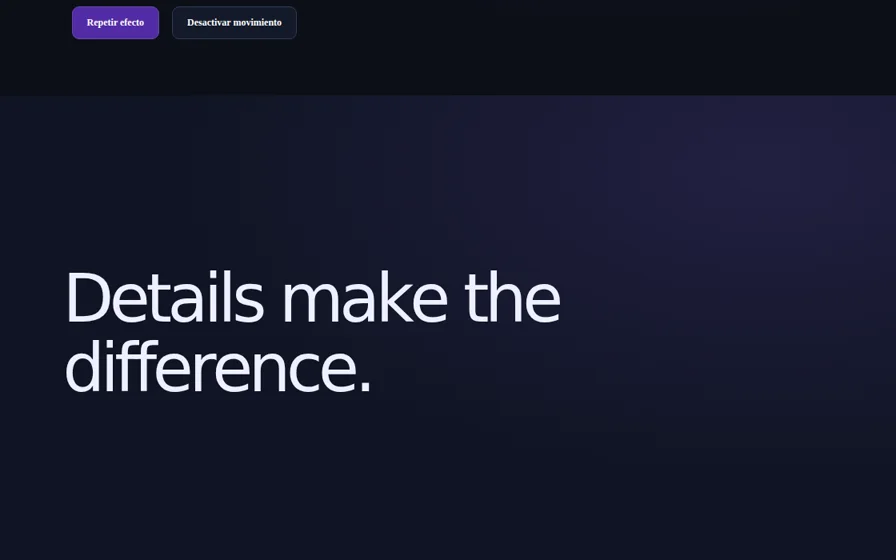 Repetir efecto
Desactivar movimiento
Details make the
difference.